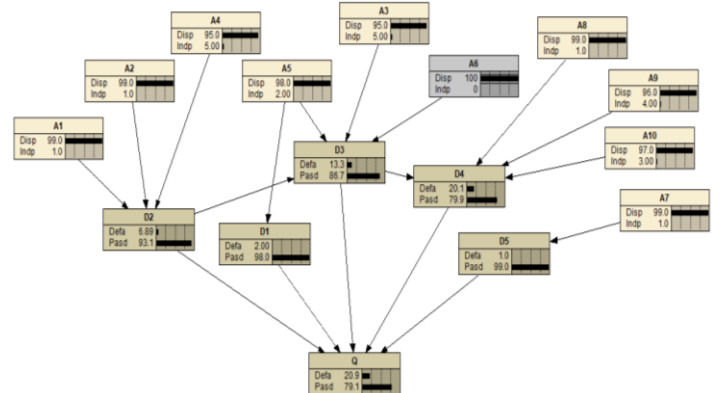 A3
Disp 95.0
Indp 5.00
A4
Disp 95.0
Indp 5.00
A8
Disp 99.0
Indp 1.0
A2
Disp 99.0
Indp 1.0
A5
Disp 98.0
Indp 2.00
A6
Disp 100
Indp 0
A9
Disp 96.0
Indp 4.00
A1
Disp 99.0
Indp 1.0
A10
Disp 97.0
Indp 3.00
D3
Defa 13.3
Pasd 86.7
D4
Defa 20.1
Pasd 79.9
A7
Disp 99.0
Indp 1.0
D2
Defa 6.89
Pasd 93.1
D1
Defa 2.00
Pasd 98.0
D5
Defa 1.0
Pasd 99.0
Q
Defa 20.9
Pasd 79.1